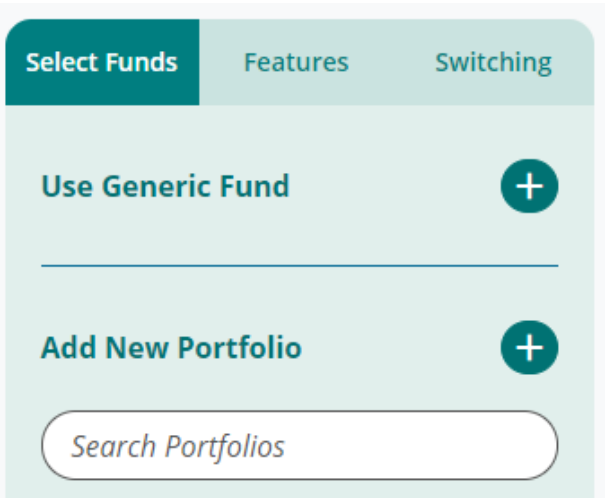 Select Funds Features Switching
Use Generic Fund
Add New Portfolio
Search Portfolios